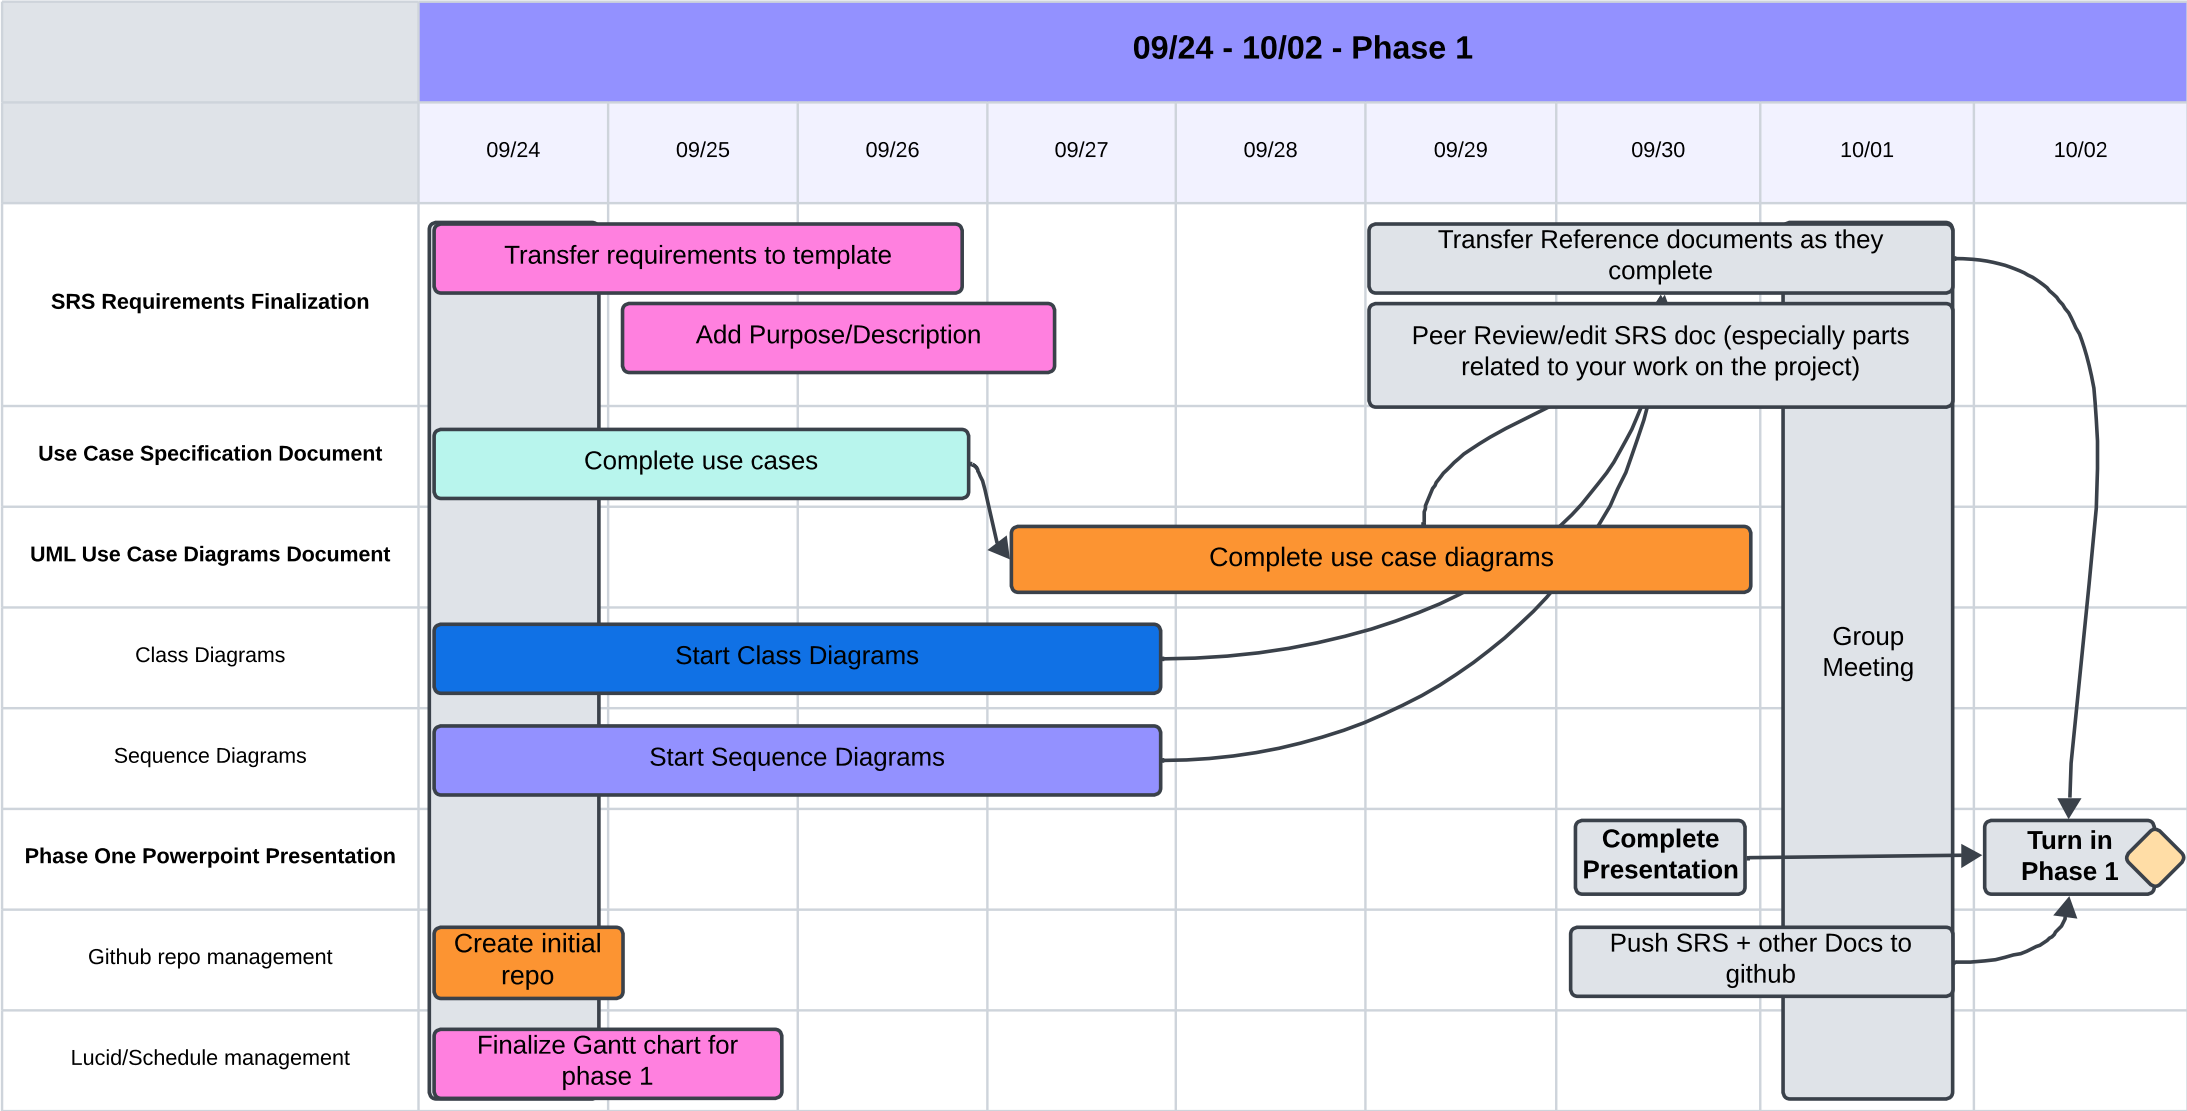 09/24 - 10/02 - Phase 1
09/24
09/25
09/26
09/27
09/28
09/29
09/30
10/01
10/02
SRS Requirements Finalization
Transfer requirements to template
Add Purpose/Description
Transfer Reference documents as they
complete
Peer Review/edit SRS doc (especially parts
related to your work on the project)
Use Case Specification Document
Complete use cases
UML Use Case Diagrams Document
Complete use case diagrams
Class Diagrams
Start Class Diagrams
Group
Meeting
Sequence Diagrams
Start Sequence Diagrams
Phase One Powerpoint Presentation
Complete
Presentation
Turn in
Phase 1
Github repo management
Create initial
repo
Push SRS + other Docs to
github
Lucid/Schedule management
Finalize Gantt chart for
phase 1